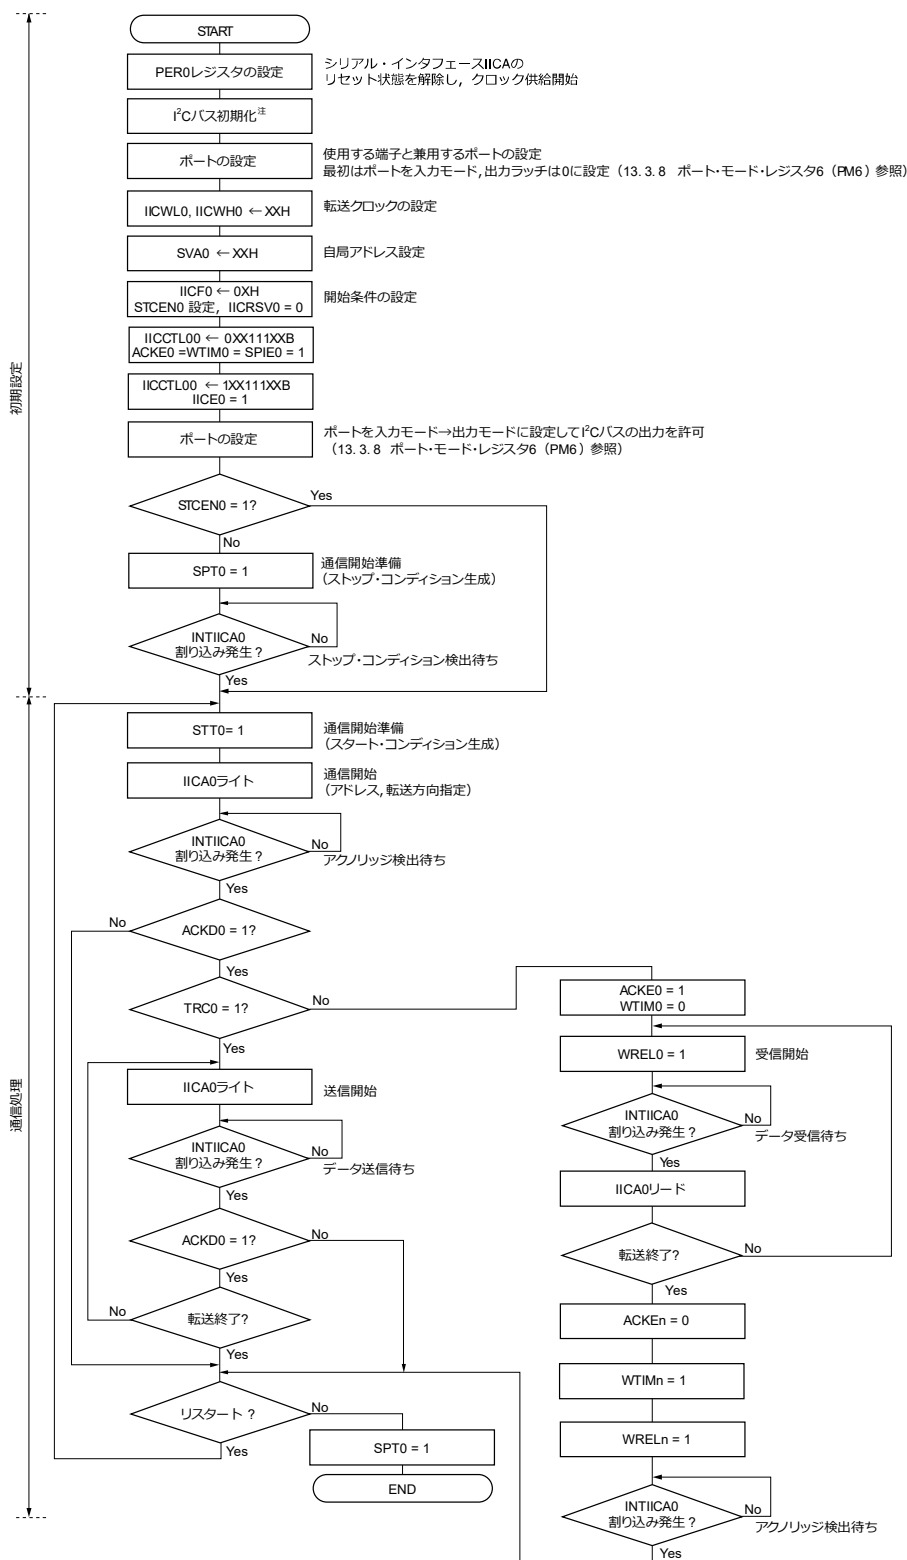 START
PER0レジスタの設定
シリアル・インタフェースIICAの
リセット状態を解除し，クロック供給開始
I²Cバス初期化注
ポートの設定
使用する端子と兼用するポートの設定
最初はポートを入力モード，出力ラッチは0に設定（13. 3. 8 ポート・モード・レジスタ6（PM6）参照）
IICWL0, IICWH0 ← XXH
転送クロックの設定
SVA0 ← XXH
自局アドレス設定
IICF0 ← 0XH
STCEN0 設定，IICRSV0 = 0
開始条件の設定
IICCTL00 ← 0XX111XXB
ACKE0 =WTIM0 = SPIE0 = 1
IICCTL00 ← 1XX111XXB
IICE0 = 1
初期設定
ポートの設定
ポートを入力モード→出力モードに設定してI²Cバスの出力を許可
（13. 3. 8 ポート・モード・レジスタ6（PM6）参照）
STCEN0 = 1?
Yes
No
SPT0 = 1
通信開始準備
（ストップ・コンディション生成）
INTIICA0
割り込み発生？
No
ストップ・コンディション検出待ち
Yes
STT0= 1
通信開始準備
（スタート・コンディション生成）
IICA0ライト
通信開始
（アドレス，転送方向指定）
INTIICA0
割り込み発生？
No
アクノリッジ検出待ち
Yes
ACKD0 = 1?
No
Yes
TRC0 = 1?
No
Yes
通信処理
IICA0ライト
送信開始
INTIICA0
割り込み発生？
No
データ送信待ち
Yes
ACKD0 = 1?
No
Yes
転送終了?
No
Yes
リスタート ？
No
Yes
SPT0 = 1
END
ACKE0 = 1
WTIM0 = 0
WREL0 = 1
受信開始
INTIICA0
割り込み発生？
No
データ受信待ち
Yes
IICA0リード
転送終了?
No
Yes
ACKEn = 0
WTIMn = 1
WRELn = 1
INTIICA0
割り込み発生？
No
アクノリッジ検出待ち
Yes